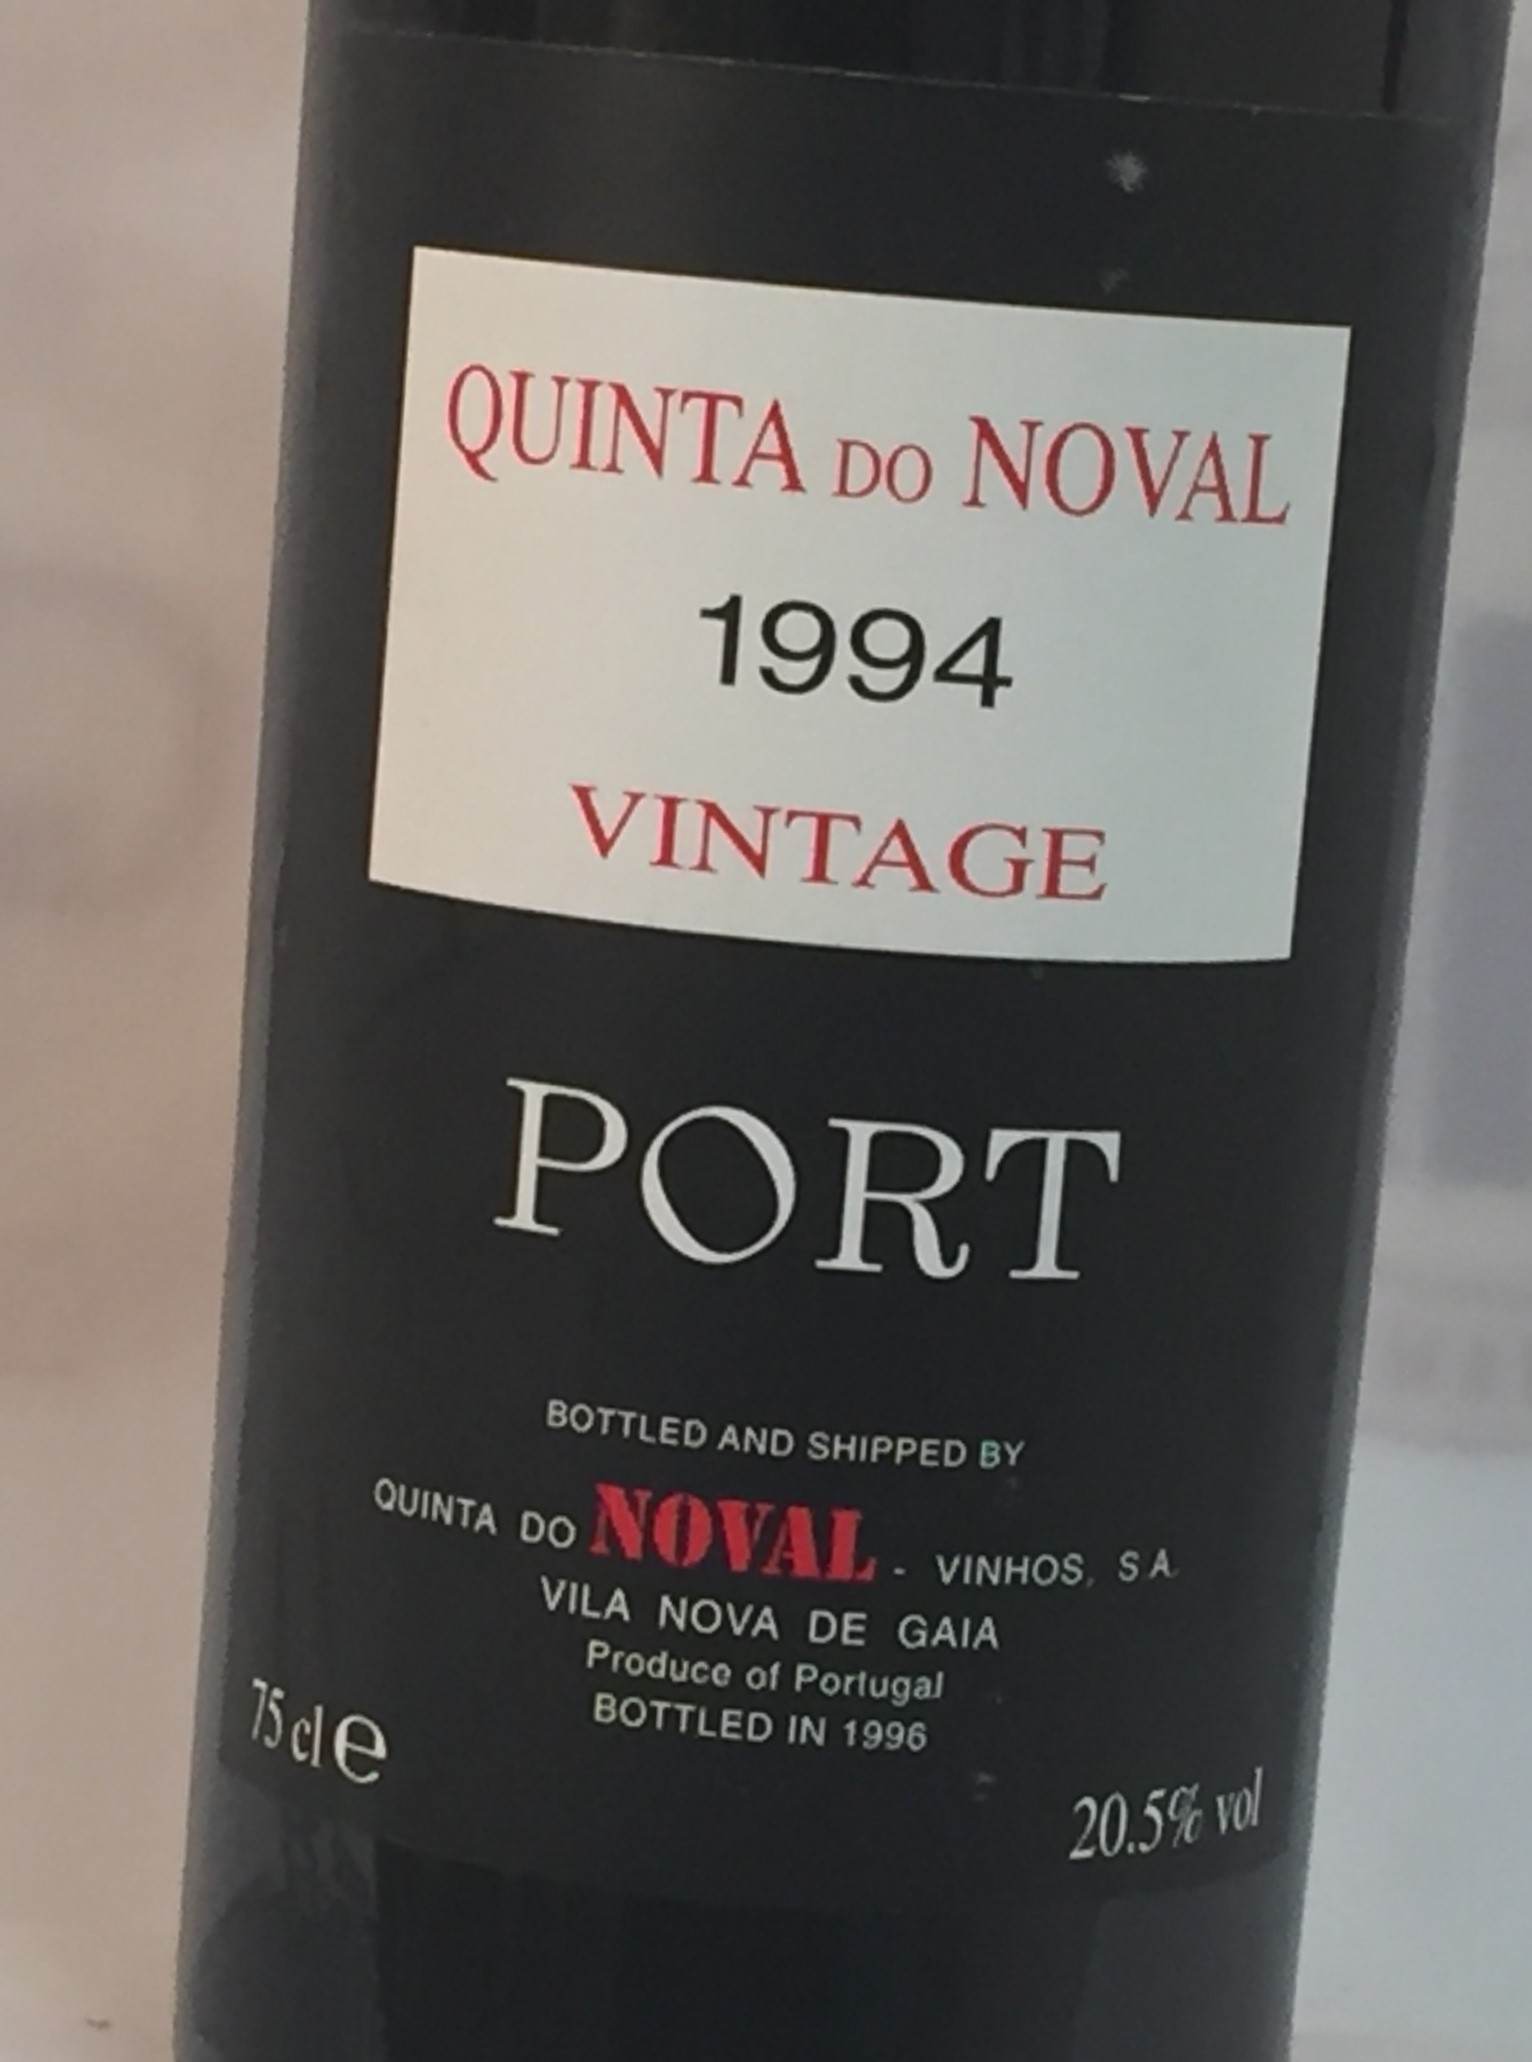 QUINTA DO NOVAL
1994
VINTAGE
PORT
BOTTLED AND SHIPPED BY
QUINTA DO NOVAL - VINHOS, S A.
VILA NOVA DE GAIA
Produce of Portugal
BOTTLED IN 1996
75 cl e
20.5% vol